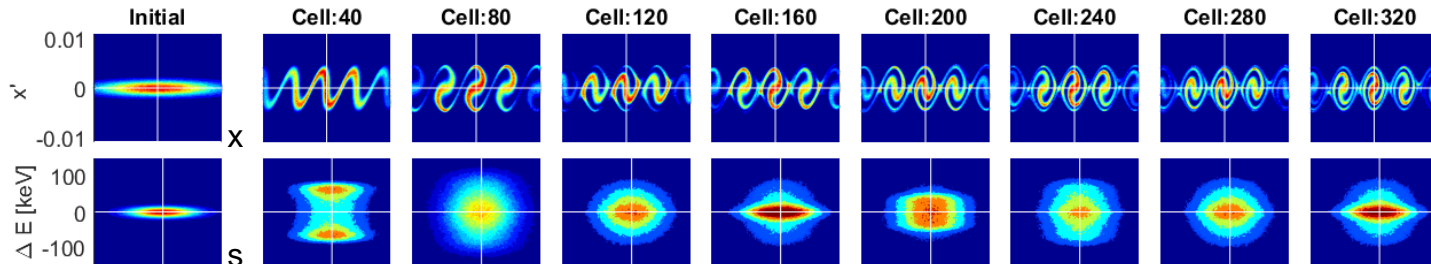 Initial Cell:40 Cell:80 Cell:120 Cell:160 Cell:200 Cell:240 Cell:280 Cell:320
0.01
x'
0
-0.01
x
Δ E [keV]
100
0
-100
s